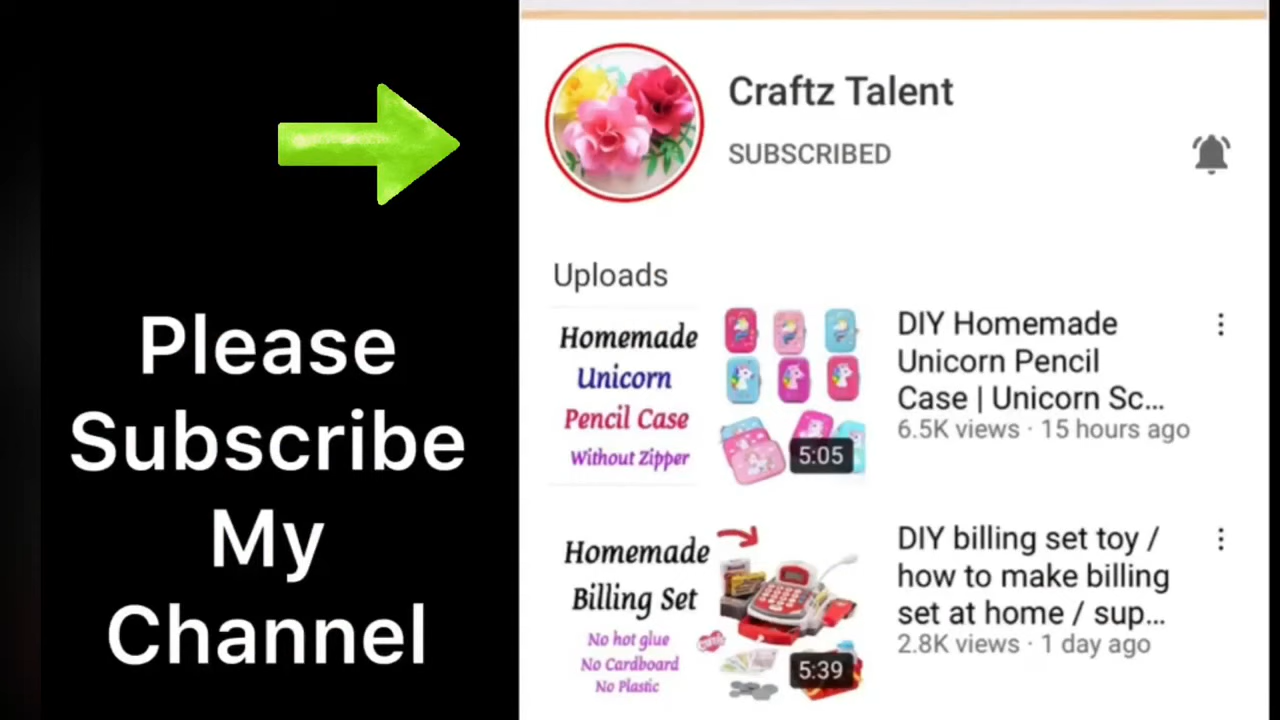 Please
Subscribe
My
Channel
Craftz Talent
SUBSCRIBED
Uploads
Homemade
Unicorn
Pencil Case
Without Zipper
5:05
DIY Homemade
Unicorn Pencil
Case | Unicorn Sc...
6.5K views · 15 hours ago
Homemade
Billing Set
No hot glue
No Cardboard
No Plastic
5:39
DIY billing set toy /
how to make billing
set at home / sup...
2.8K views · 1 day ago